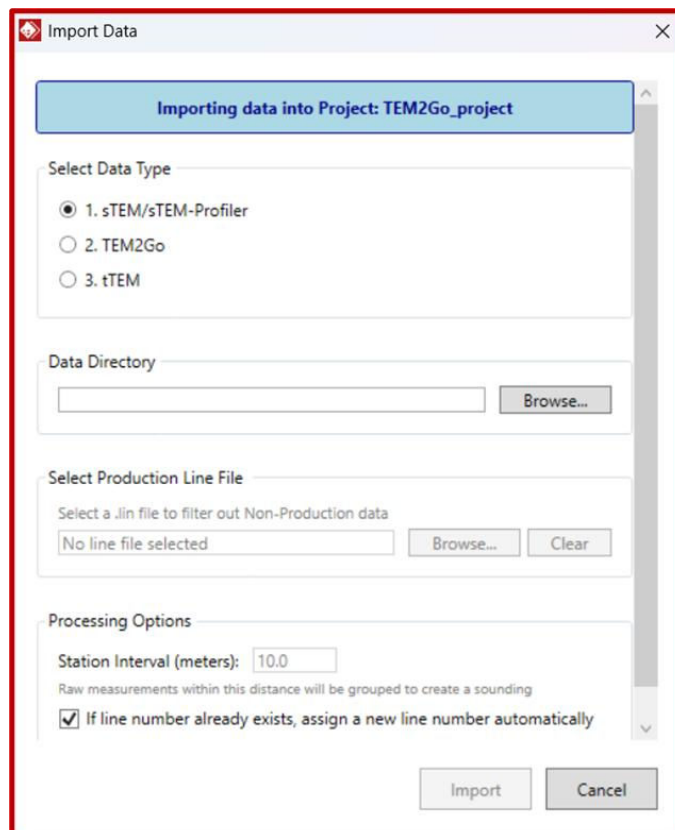 Import Data
Importing data into Project: TEM2Go_project
Select Data Type
1. sTEM/sTEM-Profiler
2. TEM2Go
3. tTEM
Data Directory
Browse...
Select Production Line File
Select a .lin file to filter out Non-Production data
No line file selected Browse... Clear
Processing Options
Station Interval (meters): 10.0
Raw measurements within this distance will be grouped to create a sounding
If line number already exists, assign a new line number automatically
Import Cancel